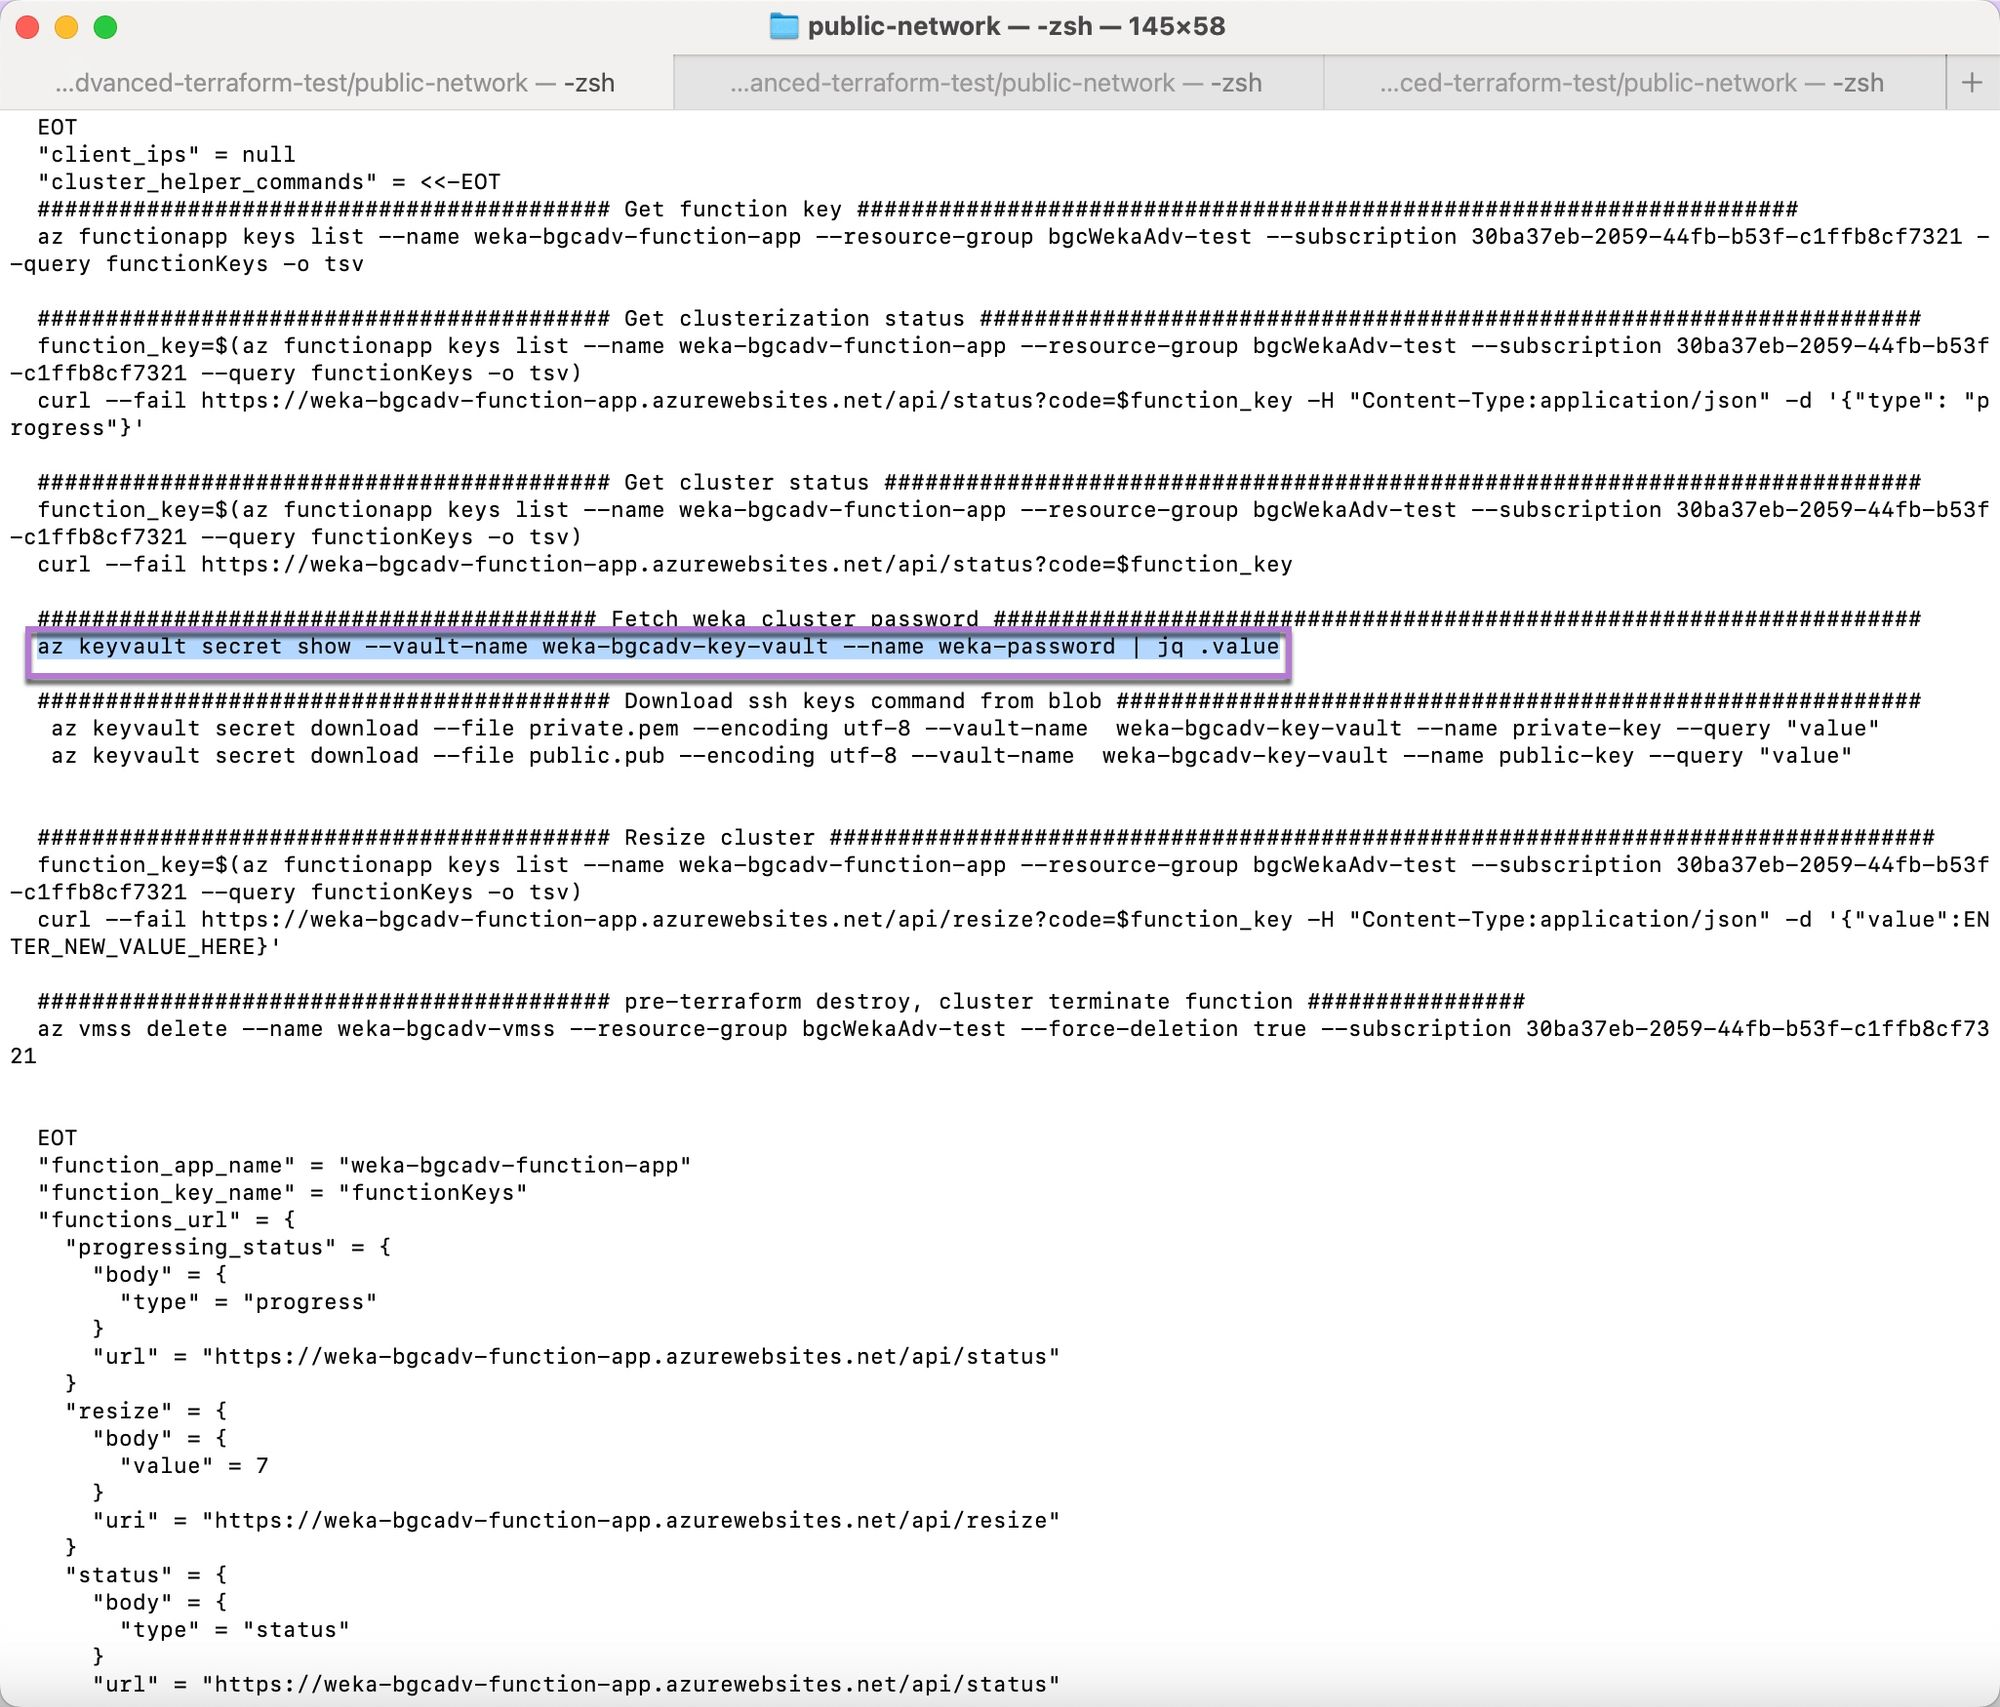 public-network — -zsh — 145×58
...dvanced-terraform-test/public-network — -zsh
...anced-terraform-test/public-network — -zsh
...ced-terraform-test/public-network — -zsh
+
EOT
"client_ips" = null
"cluster_helper_commands" = <<-EOT
########################################## Get function key #####################################################################
az functionapp keys list --name weka-bgcadv-function-app --resource-group bgcWekaAdv-test --subscription 30ba37eb-2059-44fb-b53f-c1ffb8cf7321 -
-query functionKeys -o tsv
########################################## Get clusterization status #####################################################################
function_key=$(az functionapp keys list --name weka-bgcadv-function-app --resource-group bgcWekaAdv-test --subscription 30ba37eb-2059-44fb-b53f
-c1ffb8cf7321 --query functionKeys -o tsv)
curl --fail https://weka-bgcadv-function-app.azurewebsites.net/api/status?code=$function_key -H "Content-Type:application/json" -d '{"type": "p
rogress"}'
########################################## Get cluster status ############################################################################
function_key=$(az functionapp keys list --name weka-bgcadv-function-app --resource-group bgcWekaAdv-test --subscription 30ba37eb-2059-44fb-b53f
-c1ffb8cf7321 --query functionKeys -o tsv)
curl --fail https://weka-bgcadv-function-app.azurewebsites.net/api/status?code=$function_key
######################################### Fetch weka cluster password ####################################################################
az keyvault secret show --vault-name weka-bgcadv-key-vault --name weka-password | jq .value
########################################## Download ssh keys command from blob ###########################################################
az keyvault secret download --file private.pem --encoding utf-8 --vault-name  weka-bgcadv-key-vault --name private-key --query "value"
az keyvault secret download --file public.pub --encoding utf-8 --vault-name  weka-bgcadv-key-vault --name public-key --query "value"
########################################## Resize cluster #################################################################################
function_key=$(az functionapp keys list --name weka-bgcadv-function-app --resource-group bgcWekaAdv-test --subscription 30ba37eb-2059-44fb-b53f
-c1ffb8cf7321 --query functionKeys -o tsv)
curl --fail https://weka-bgcadv-function-app.azurewebsites.net/api/resize?code=$function_key -H "Content-Type:application/json" -d '{"value":EN
TER_NEW_VALUE_HERE}'
########################################## pre-terraform destroy, cluster terminate function ################
az vmss delete --name weka-bgcadv-vmss --resource-group bgcWekaAdv-test --force-deletion true --subscription 30ba37eb-2059-44fb-b53f-c1ffb8cf73
21
EOT
"function_app_name" = "weka-bgcadv-function-app"
"function_key_name" = "functionKeys"
"functions_url" = {
"progressing_status" = {
"body" = {
"type" = "progress"
}
"url" = "https://weka-bgcadv-function-app.azurewebsites.net/api/status"
}
"resize" = {
"body" = {
"value" = 7
}
"uri" = "https://weka-bgcadv-function-app.azurewebsites.net/api/resize"
}
"status" = {
"body" = {
"type" = "status"
}
"url" = "https://weka-bgcadv-function-app.azurewebsites.net/api/status"